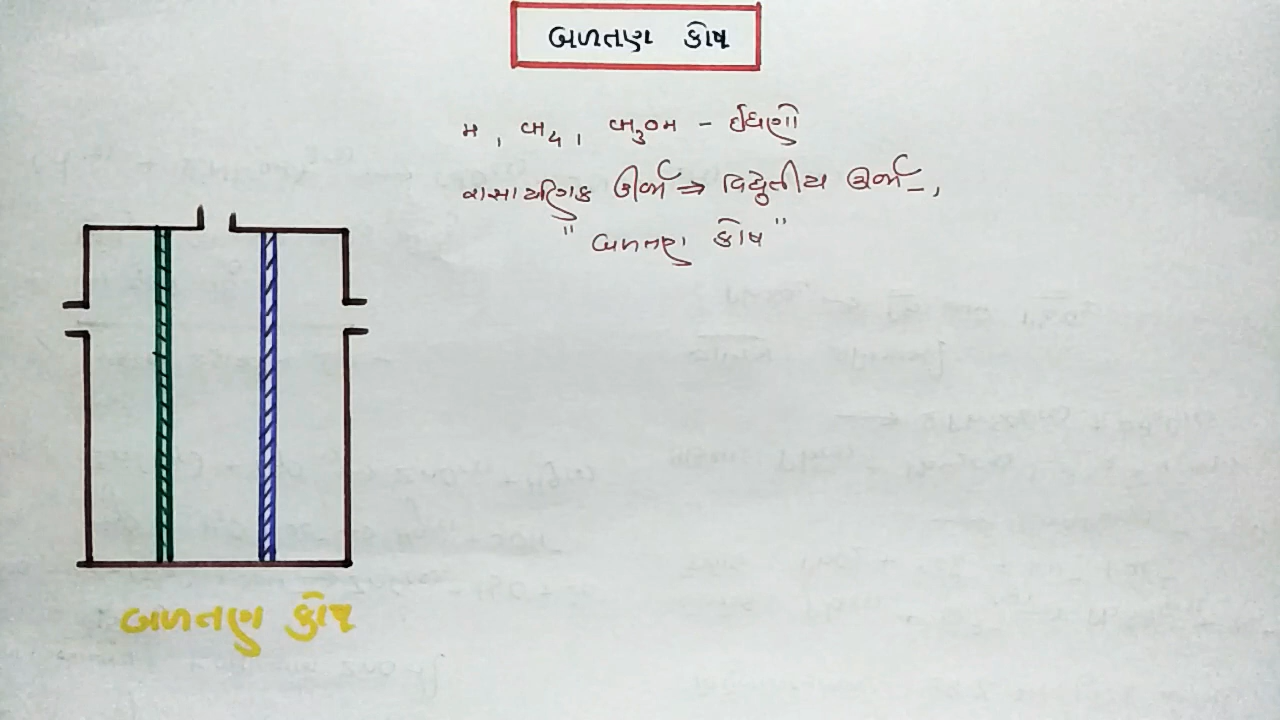 બળતણ કોષ
H, CH₄, CH₃OH - ઈંધણો
રાસાયણિક ઊર્જા ⇒ વિદ્યુતીય ઊર્જા,
" બળતણ કોષ "
બળતણ કોષ